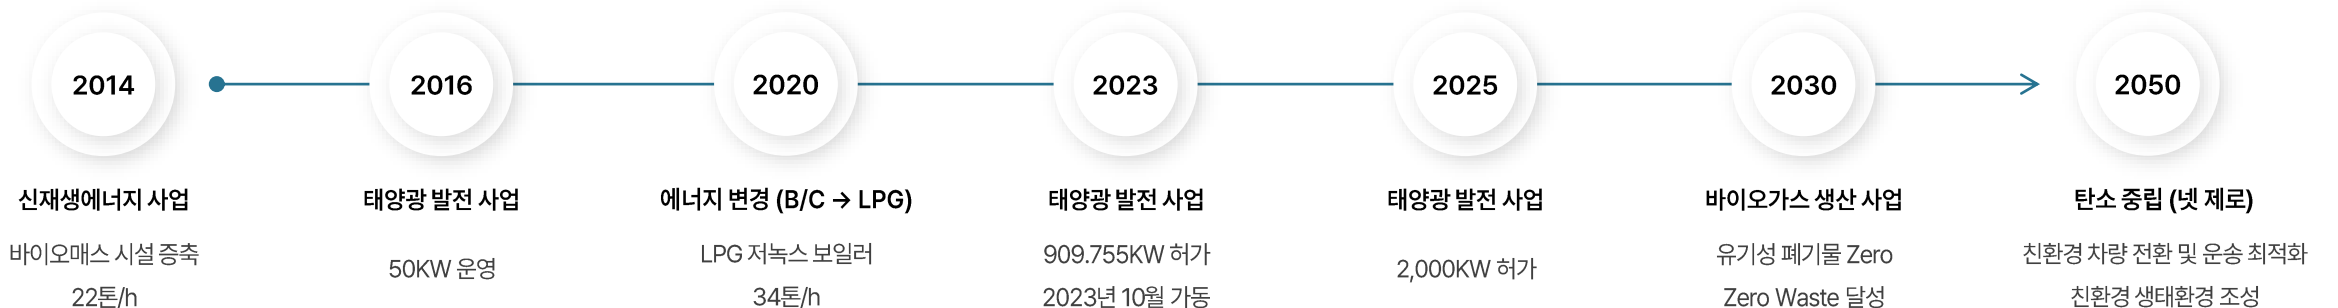 2014
신재생에너지 사업
바이오매스 시설 증축
22톤/h
2016
태양광 발전 사업
50KW 운영
2020
에너지 변경 (B/C → LPG)
LPG 저녹스 보일러
34톤/h
2023
태양광 발전 사업
909.755KW 허가
2023년 10월 가동
2025
태양광 발전 사업
2,000KW 허가
2030
바이오가스 생산 사업
유기성 폐기물 Zero
Zero Waste 달성
2050
탄소 중립 (넷 제로)
친환경 차량 전환 및 운송 최적화
친환경 생태환경 조성